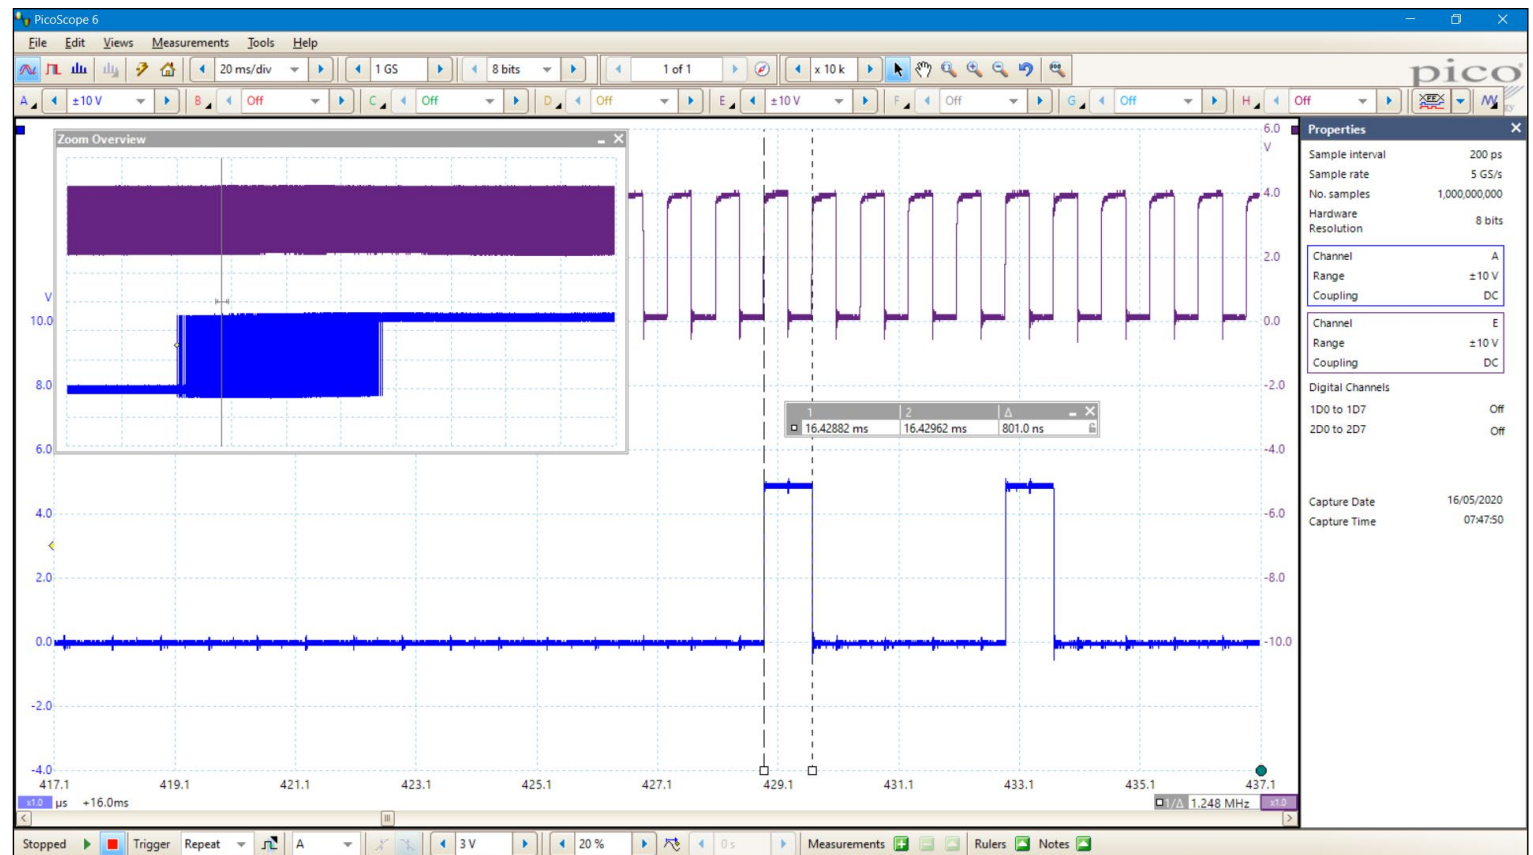 PicoScope 6
File Edit Views Measurements Tools Help
20 ms/div 1 GS 8 bits 1 of 1 x 10 k
pico
A ±10 V B Off C Off D Off E ±10 V F Off G Off H Off
Zoom Overview
6.0
V
4.0
2.0
0.0
-2.0
-4.0
-6.0
-8.0
-10.0
V
10.0
8.0
6.0
4.0
2.0
0.0
-2.0
-4.0
1 2 Δ
16.42882 ms 16.42962 ms 801.0 ns
417.1 419.1 421.1 423.1 425.1 427.1 429.1 431.1 433.1 435.1 437.1
x1.0 µs +16.0ms
1/Δ 1.248 MHz x1.0
Properties
Sample interval 200 ps
Sample rate 5 GS/s
No. samples 1,000,000,000
Hardware
Resolution 8 bits
Channel A
Range ±10 V
Coupling DC
Channel E
Range ±10 V
Coupling DC
Digital Channels
1D0 to 1D7 Off
2D0 to 2D7 Off
Capture Date 16/05/2020
Capture Time 07:47:50
Stopped Trigger Repeat A 3 V 20 % 0 s Measurements Rulers Notes